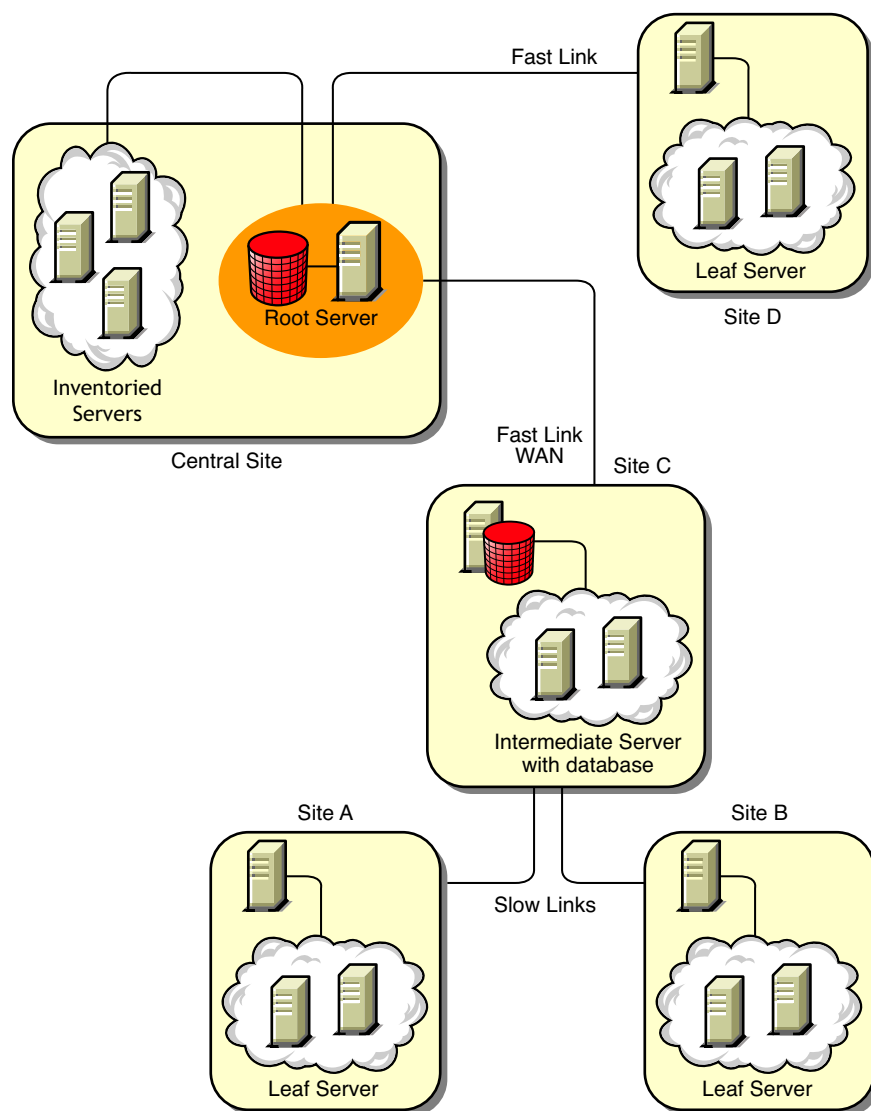 Fast Link
Leaf Server
Site D
Root Server
Inventoried
Servers
Central Site
Fast Link
WAN
Site C
Intermediate Server
with database
Site A
Site B
Slow Links
Leaf Server
Leaf Server